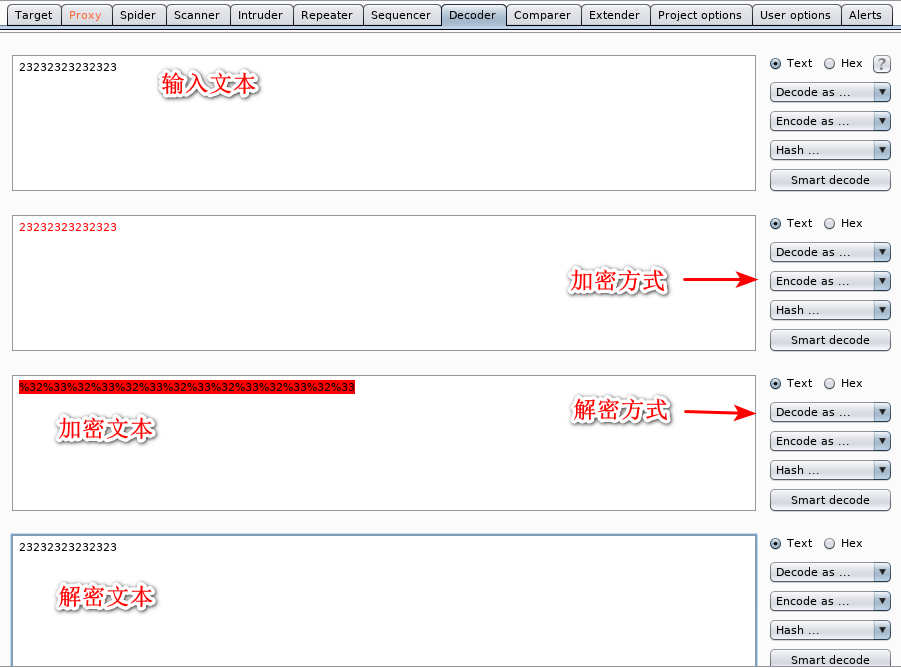 Target Proxy Spider Scanner Intruder Repeater Sequencer Decoder Comparer Extender Project options User options Alerts
23232323232323
输入文本
Text Hex ?
Decode as ...
Encode as ...
Hash ...
Smart decode
23232323232323
Text Hex
Decode as ...
加密方式
Encode as ...
Hash ...
Smart decode
%32%33%32%33%32%33%32%33%32%33%32%33%32%33
Text Hex
加密文本
解密方式
Decode as ...
Encode as ...
Hash ...
Smart decode
23232323232323
Text Hex
解密文本
Decode as ...
Encode as ...
Hash ...
Smart decode